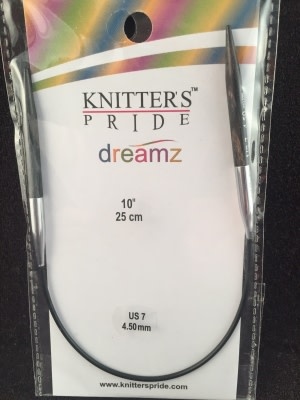 KNITTER'S™
PRIDE
dreamz
10"
25 cm
US 7
4.50mm
www.knitterspride.com